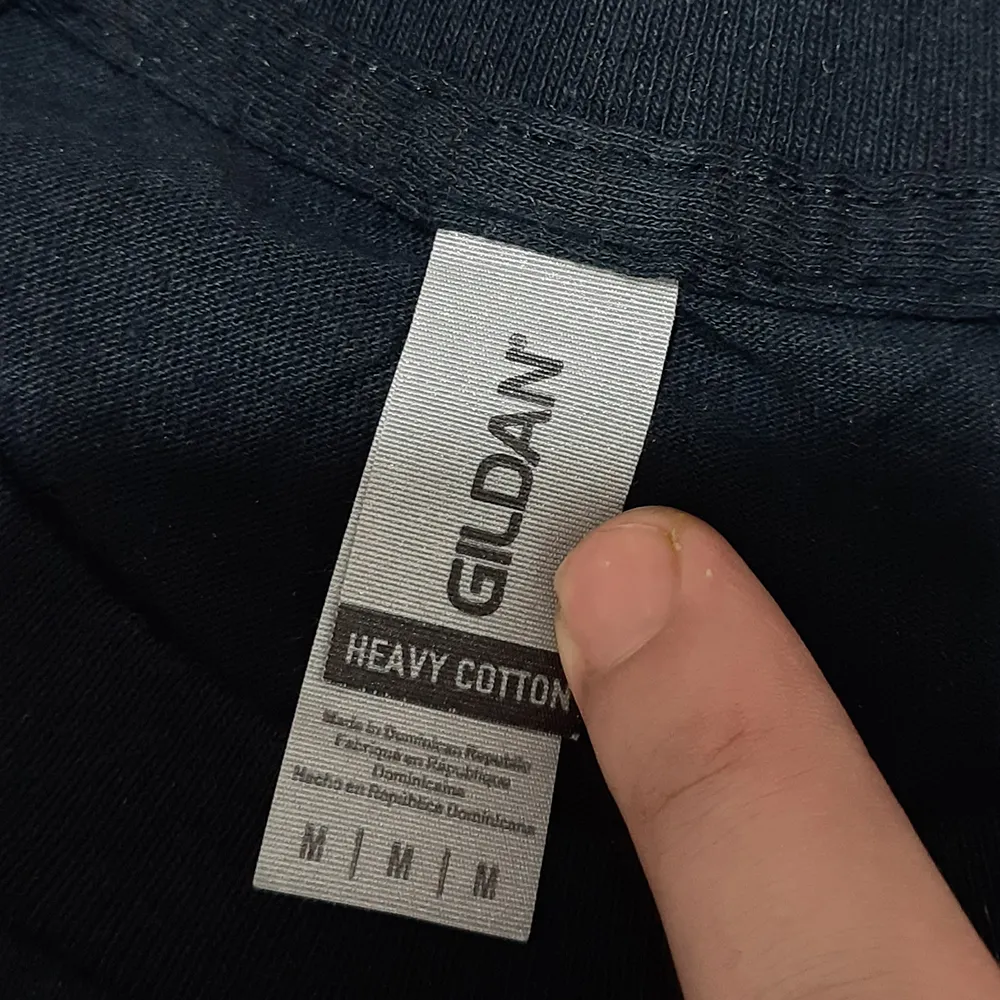 GILDAN®
HEAVY COTTON
Made in Dominican Republic
Fabriqué en République
Dominicaine
Hecho en República Dominicana
M | M | M